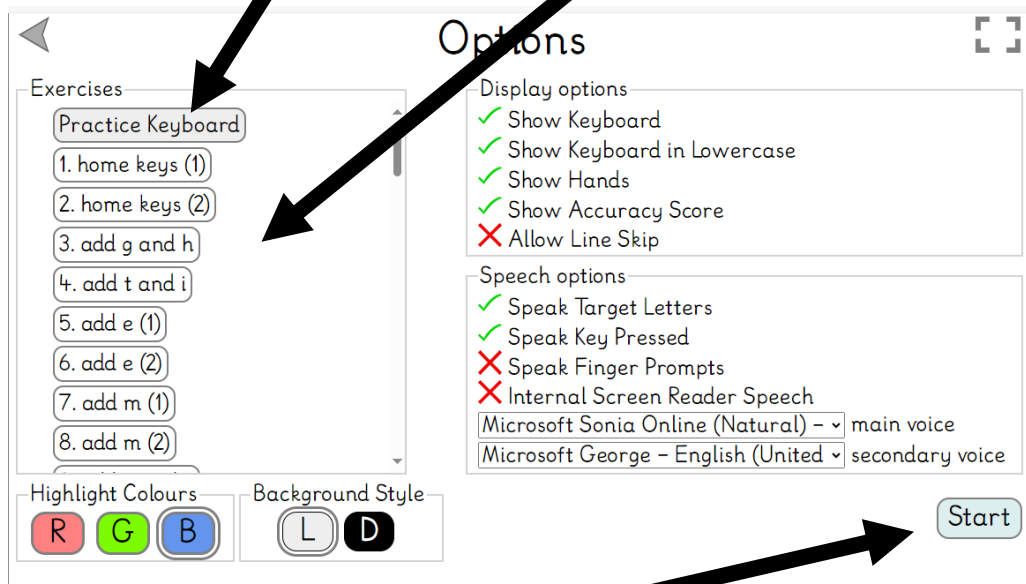 Options
Exercises
Practice Keyboard
1. home keys (1)
2. home keys (2)
3. add g and h
4. add t and i
5. add e (1)
6. add e (2)
7. add m (1)
8. add m (2)
Display options
Show Keyboard
Show Keyboard in Lowercase
Show Hands
Show Accuracy Score
Allow Line Skip
Speech options
Speak Target Letters
Speak Key Pressed
Speak Finger Prompts
Internal Screen Reader Speech
Microsoft Sonia Online (Natural) – main voice
Microsoft George – English (United secondary voice
Highlight Colours
R G B
Background Style
L D
Start